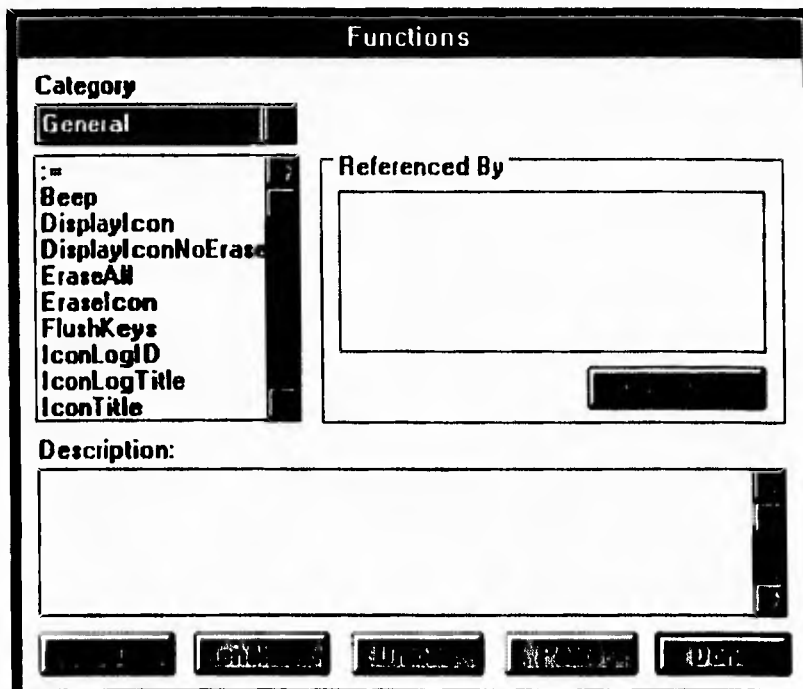 Functions
Category
General
:=
Beep
DisplayIcon
DisplayIconNoErase
EraseAll
EraseIcon
FlushKeys
IconLogID
IconLogTitle
IconTitle
Referenced By
Description: